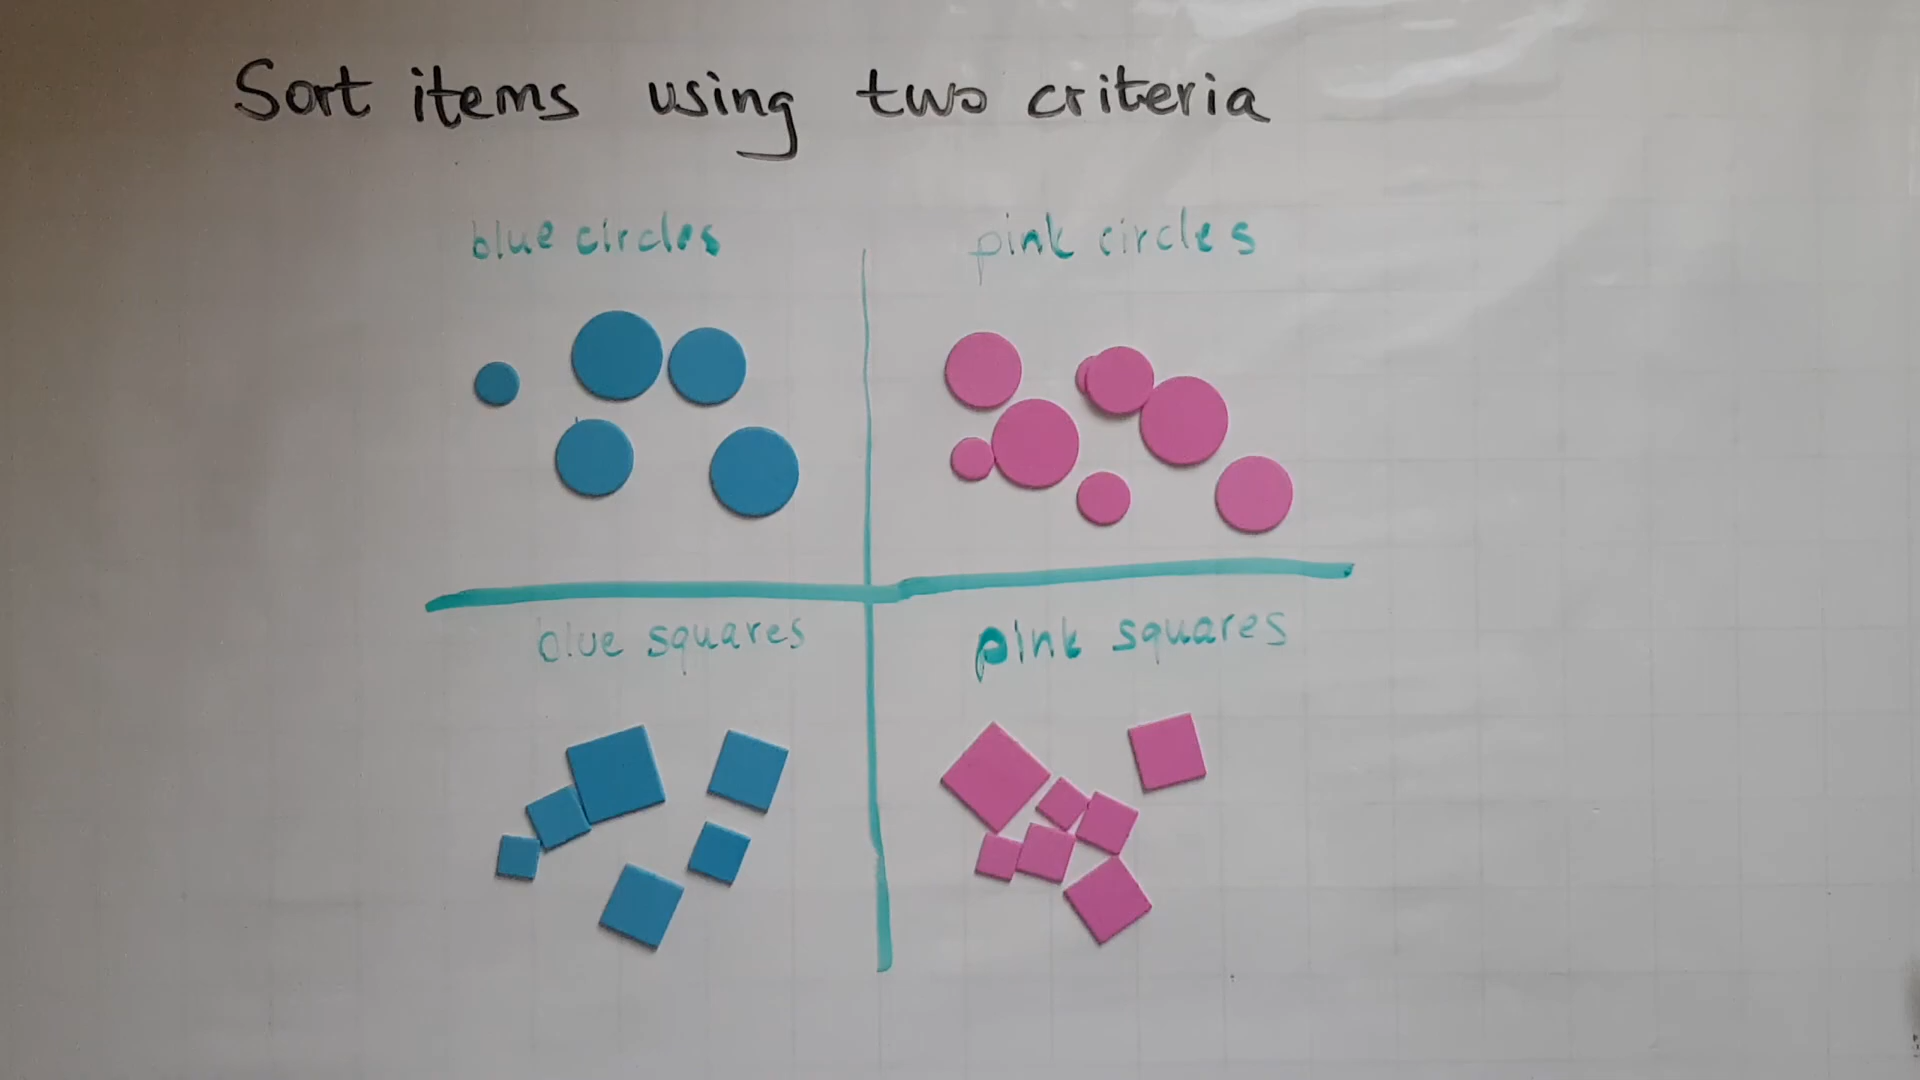 Sort items using two criteria
blue circles
pink circles
blue squares
pink squares